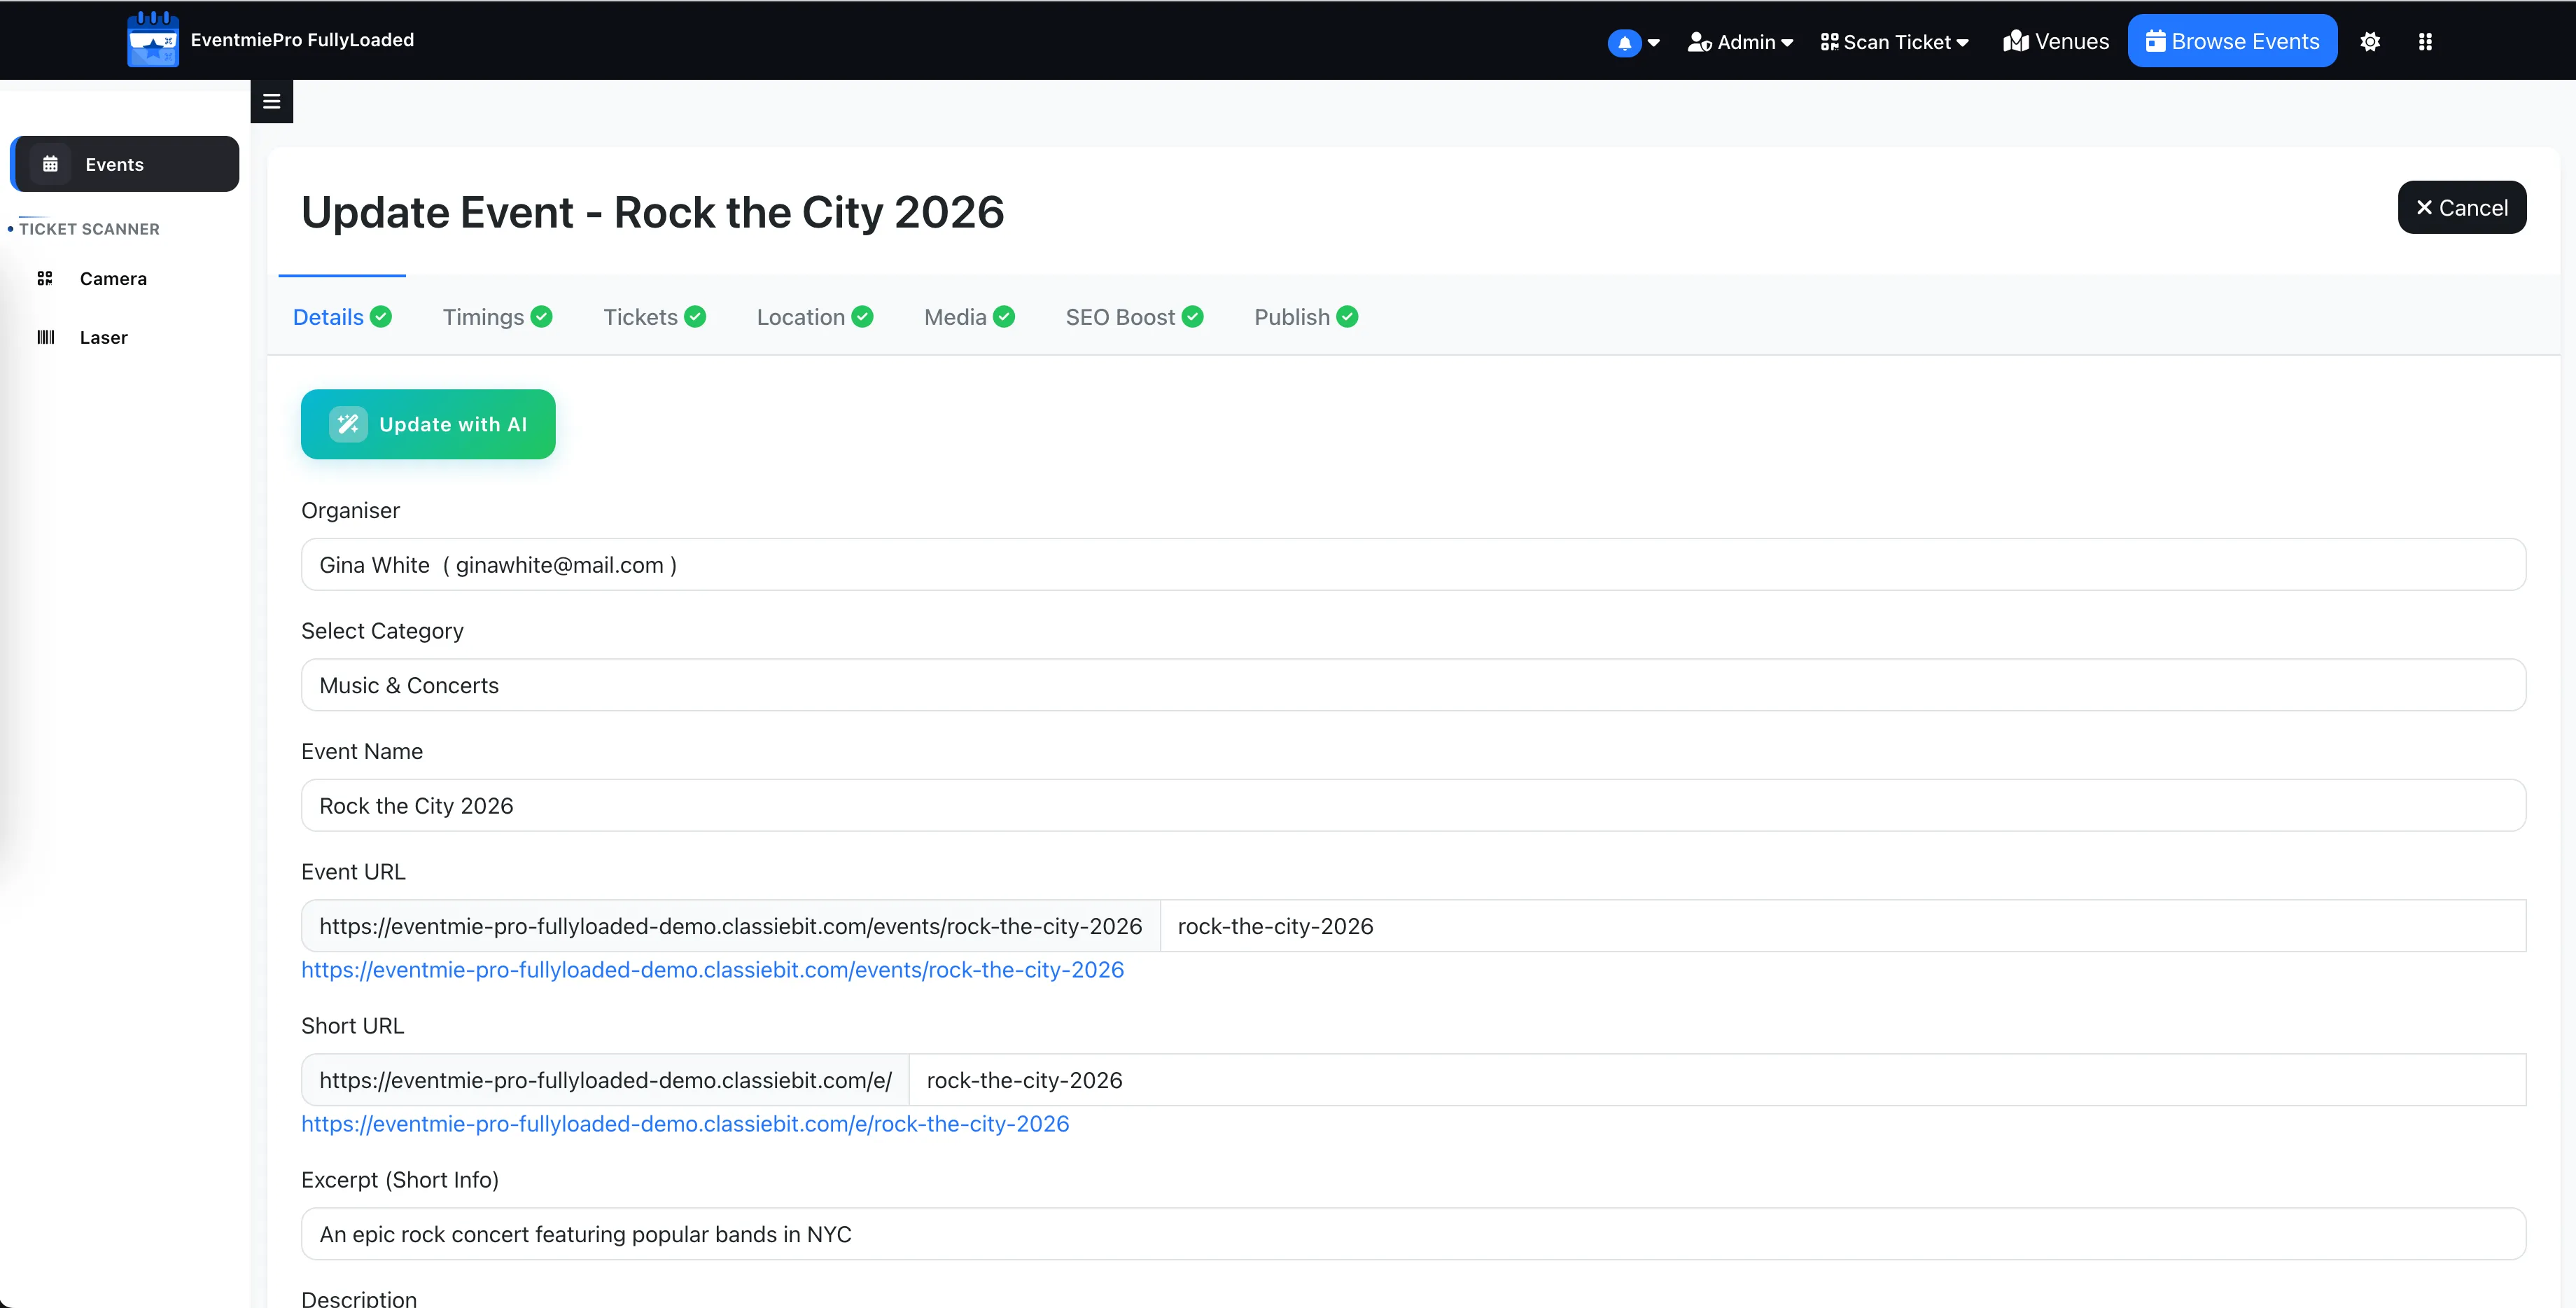 EventmiePro FullyLoaded
Admin
Scan Ticket
Venues
Browse Events
Events
TICKET SCANNER
Camera
Laser
Update Event - Rock the City 2026
Cancel
Details
Timings
Tickets
Location
Media
SEO Boost
Publish
Update with AI
Organiser
Gina White ( ginawhite@mail.com )
Select Category
Music & Concerts
Event Name
Rock the City 2026
Event URL
https://eventmie-pro-fullyloaded-demo.classiebit.com/events/rock-the-city-2026 rock-the-city-2026
https://eventmie-pro-fullyloaded-demo.classiebit.com/events/rock-the-city-2026
Short URL
https://eventmie-pro-fullyloaded-demo.classiebit.com/e/ rock-the-city-2026
https://eventmie-pro-fullyloaded-demo.classiebit.com/e/rock-the-city-2026
Excerpt (Short Info)
An epic rock concert featuring popular bands in NYC
Description